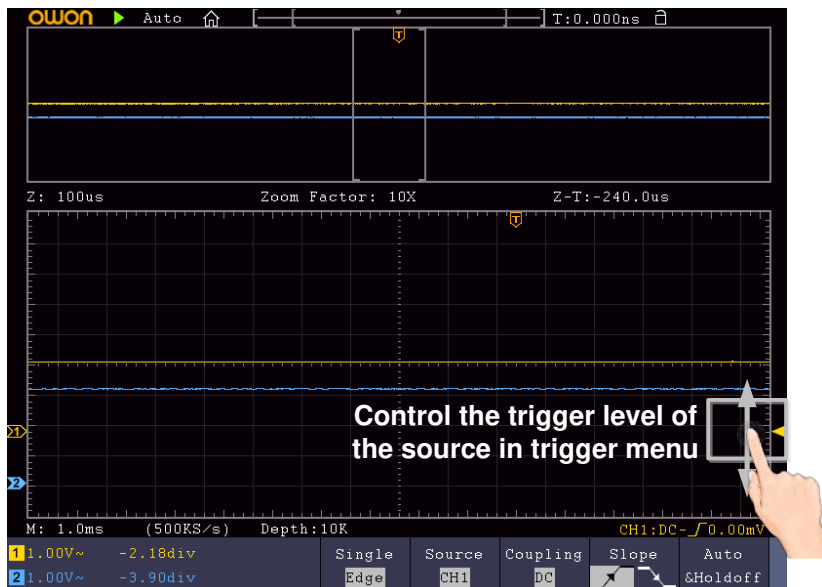 OWON Auto T:0.000ns
T
Z: 100us Zoom Factor: 10X Z-T:-240.0us
T
Control the trigger level of
the source in trigger menu
1
2
M: 1.0ms (500KS/s) Depth:10K CH1:DC-0.00mV
1 1.00V~ -2.18div Single Source Coupling Slope Auto
2 1.00V~ -3.90div Edge CH1 DC &Holdoff